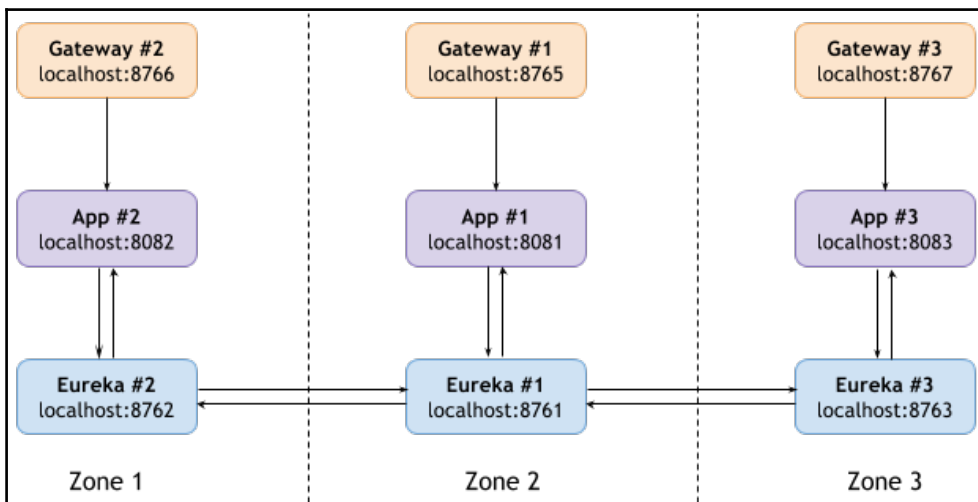 Gateway #2
localhost:8766
Gateway #1
localhost:8765
Gateway #3
localhost:8767
App #2
localhost:8082
App #1
localhost:8081
App #3
localhost:8083
Eureka #2
localhost:8762
Eureka #1
localhost:8761
Eureka #3
localhost:8763
Zone 1
Zone 2
Zone 3